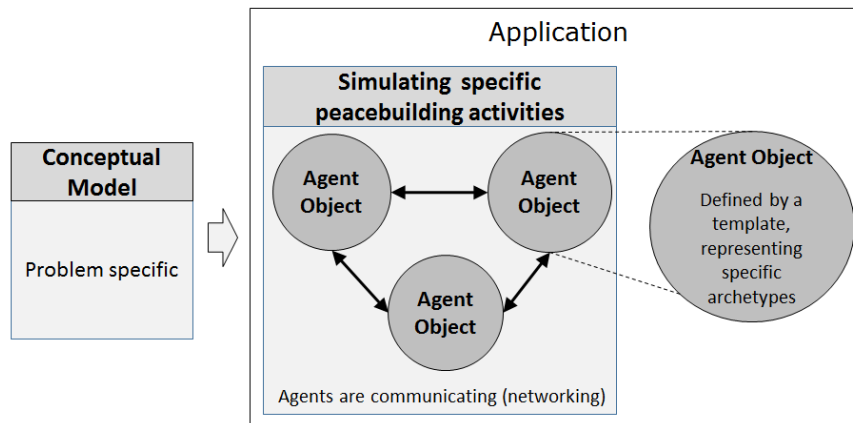 Application
Simulating specific
peacebuilding activities
Conceptual
Model
Problem specific
Agent
Object
Agent
Object
Agent
Object
Agents are communicating (networking)
Agent Object
Defined by a
template,
representing
specific
archetypes